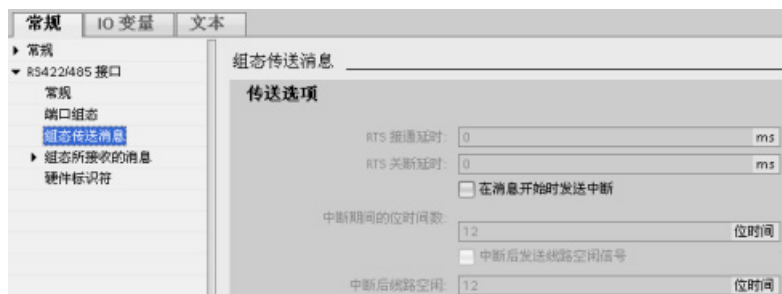 常规 IO 变量 文本
常规
RS422/485 接口
常规
端口组态
组态传送消息
组态所接收的消息
硬件标识符
组态传送消息
传送选项
RTS 接通延时: 0 ms
RTS 关断延时: 0 ms
在消息开始时发送中断
中断期间的位时间数:
12 位时间
中断后发送线路空闲信号
中断后线路空闲: 12 位时间